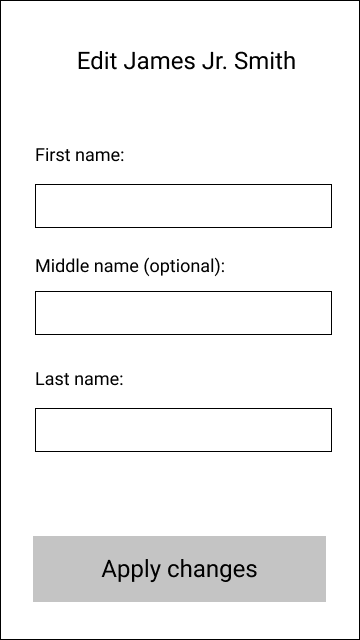 Edit James Jr. Smith
First name:
Middle name (optional):
Last name:
Apply changes